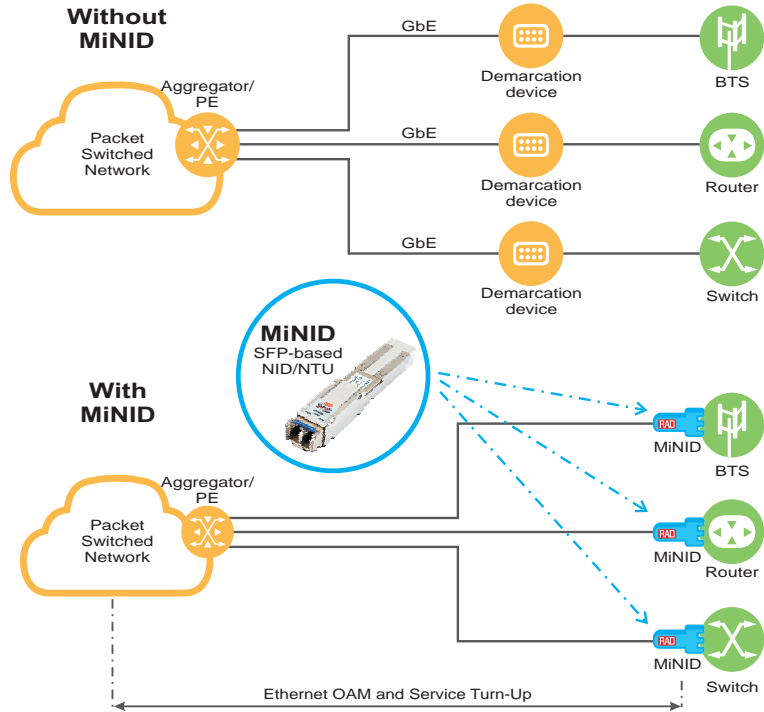 Without
MiNID
GbE
Demarcation
device
BTS
Aggregator/
PE
Packet
Switched
Network
GbE
Demarcation
device
Router
GbE
Demarcation
device
Switch
MiNID
SFP-based
NID/NTU
With
MiNID
RAD
MiNID
BTS
Aggregator/
PE
Packet
Switched
Network
RAD
MiNID
Router
RAD
MiNID
Switch
Ethernet OAM and Service Turn-Up